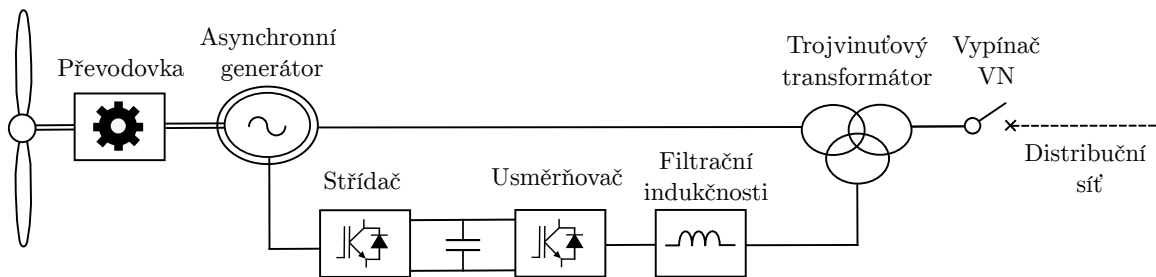 Převodovka
Asynchronní
generátor
Trojvinuťový
transformátor
Vypínač
VN
Střídač
Usměrňovač
Filtrační
indukčnosti
Distribuční
síť